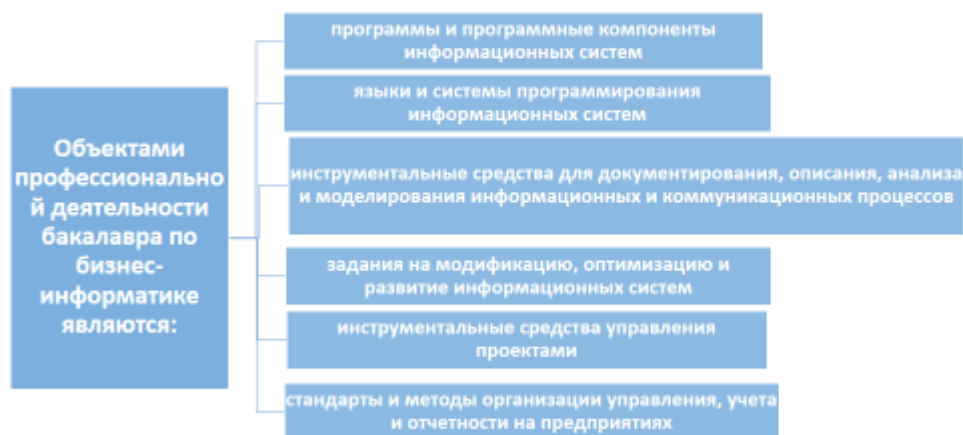 Объектами
профессионально
й деятельности
бакалавра по
бизнес-
информатике
являются:
программы и программные компоненты
информационных систем
языки и системы программирования
информационных систем
инструментальные средства для документирования, описания, анализа
и моделирования информационных и коммуникационных процессов
задания на модификацию, оптимизацию и
развитие информационных систем
инструментальные средства управления
проектами
стандарты и методы организации управления, учета
и отчетности на предприятиях